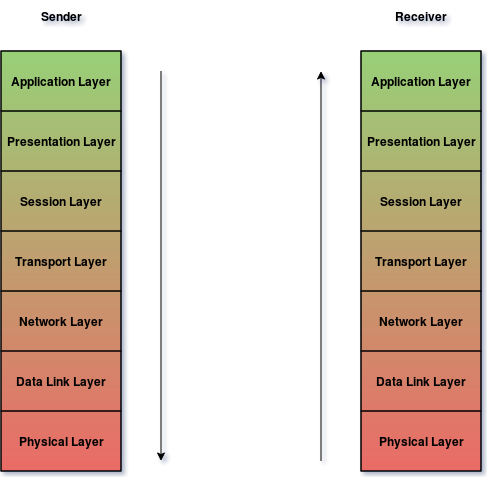 Sender
Receiver
Application Layer
Application Layer
Presentation Layer
Presentation Layer
Session Layer
Session Layer
Transport Layer
Transport Layer
Network Layer
Network Layer
Data Link Layer
Data Link Layer
Physical Layer
Physical Layer